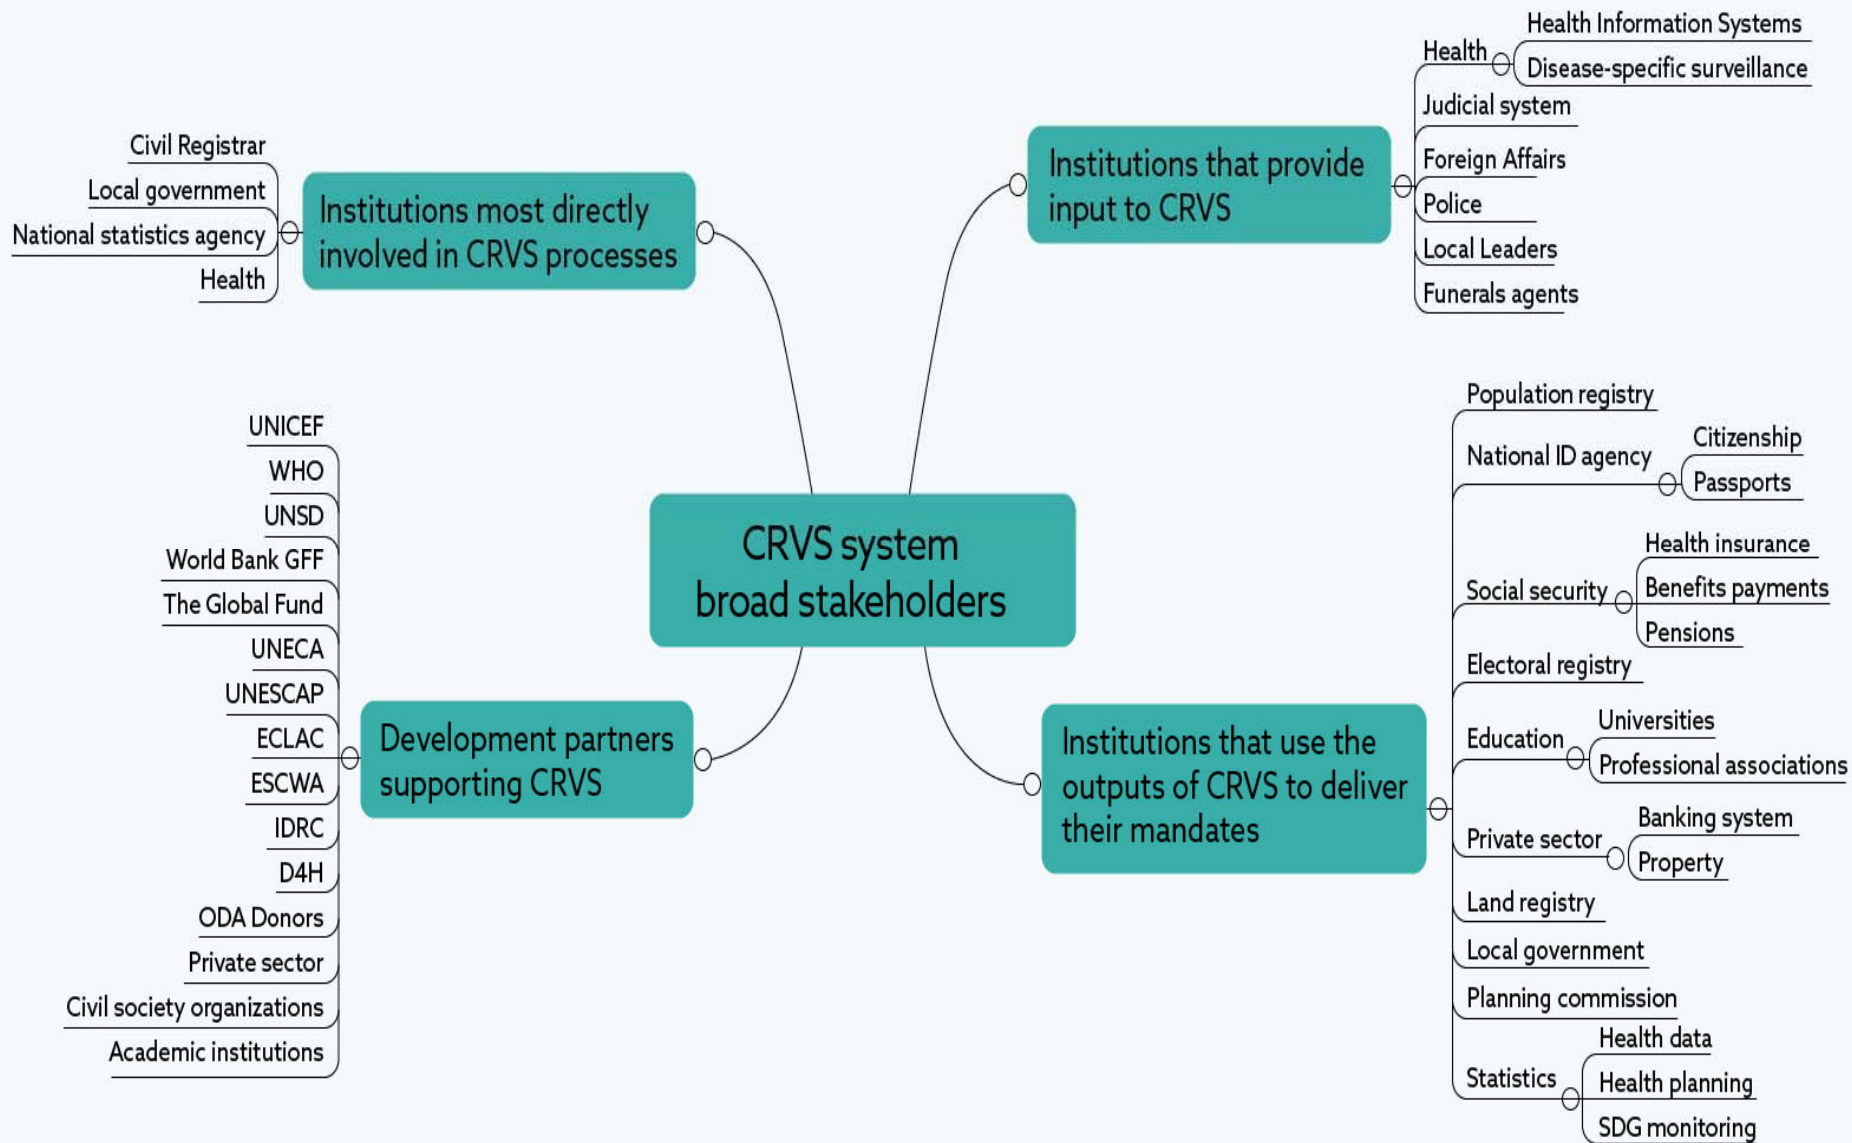 CRVS system
broad stakeholders
Institutions most directly
involved in CRVS processes
Civil Registrar
Local government
National statistics agency
Health
Institutions that provide
input to CRVS
Health
Health Information Systems
Disease-specific surveillance
Judicial system
Foreign Affairs
Police
Local Leaders
Funerals agents
Development partners
supporting CRVS
UNICEF
WHO
UNSD
World Bank GFF
The Global Fund
UNECA
UNESCAP
ECLAC
ESCWA
IDRC
D4H
ODA Donors
Private sector
Civil society organizations
Academic institutions
Institutions that use the
outputs of CRVS to deliver
their mandates
Population registry
National ID agency
Citizenship
Passports
Social security
Health insurance
Benefits payments
Pensions
Electoral registry
Education
Universities
Professional associations
Private sector
Banking system
Property
Land registry
Local government
Planning commission
Statistics
Health data
Health planning
SDG monitoring